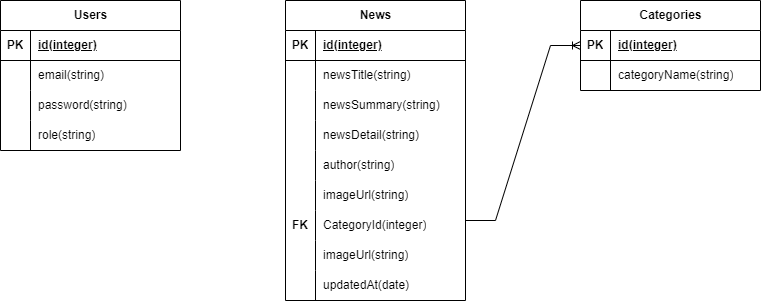 Users
PK id(integer)
email(string)
password(string)
role(string)
News
PK id(integer)
newsTitle(string)
newsSummary(string)
newsDetail(string)
author(string)
imageUrl(string)
FK CategoryId(integer)
imageUrl(string)
updatedAt(date)
Categories
PK id(integer)
categoryName(string)